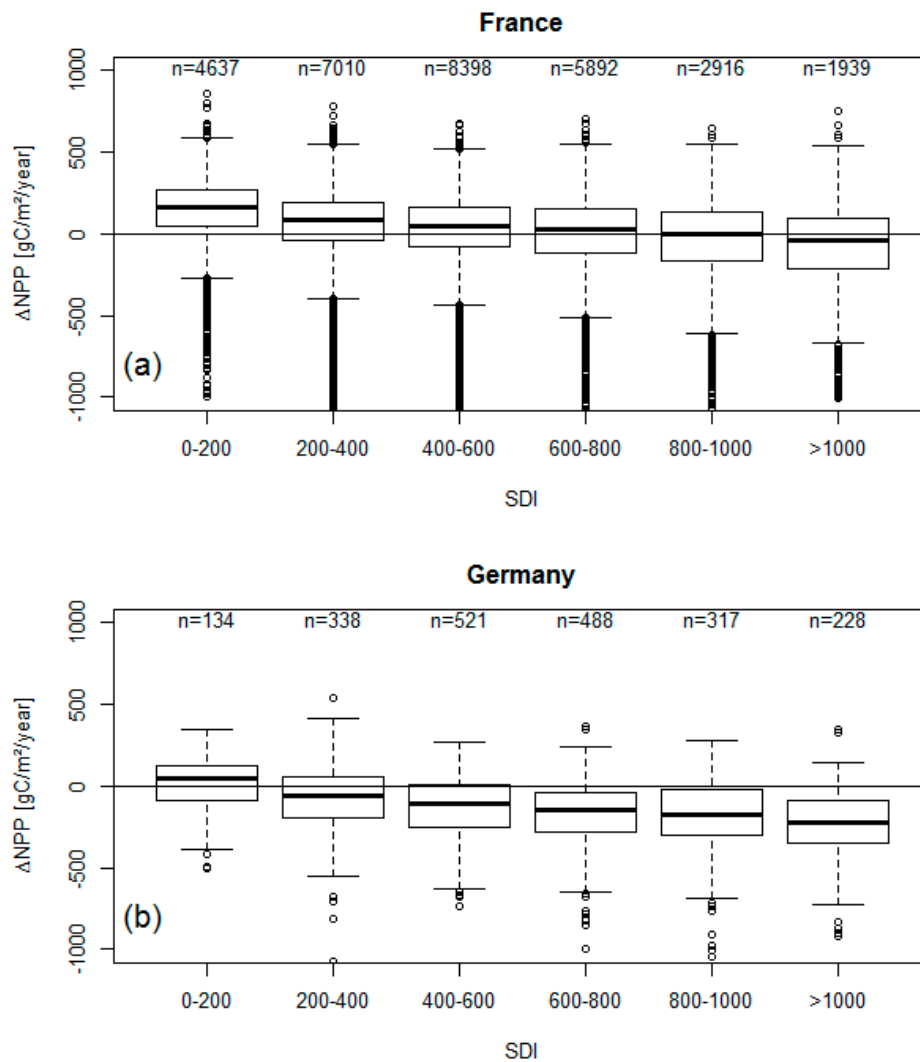 France
n=4637 n=7010 n=8398 n=5892 n=2916 n=1939
1000
500
0
-500
-1000
ΔNPP [gC/m²/year]
(a)
0-200 200-400 400-600 600-800 800-1000 >1000
SDI
Germany
n=134 n=338 n=521 n=488 n=317 n=228
1000
500
0
-500
-1000
ΔNPP [gC/m²/year]
(b)
0-200 200-400 400-600 600-800 800-1000 >1000
SDI